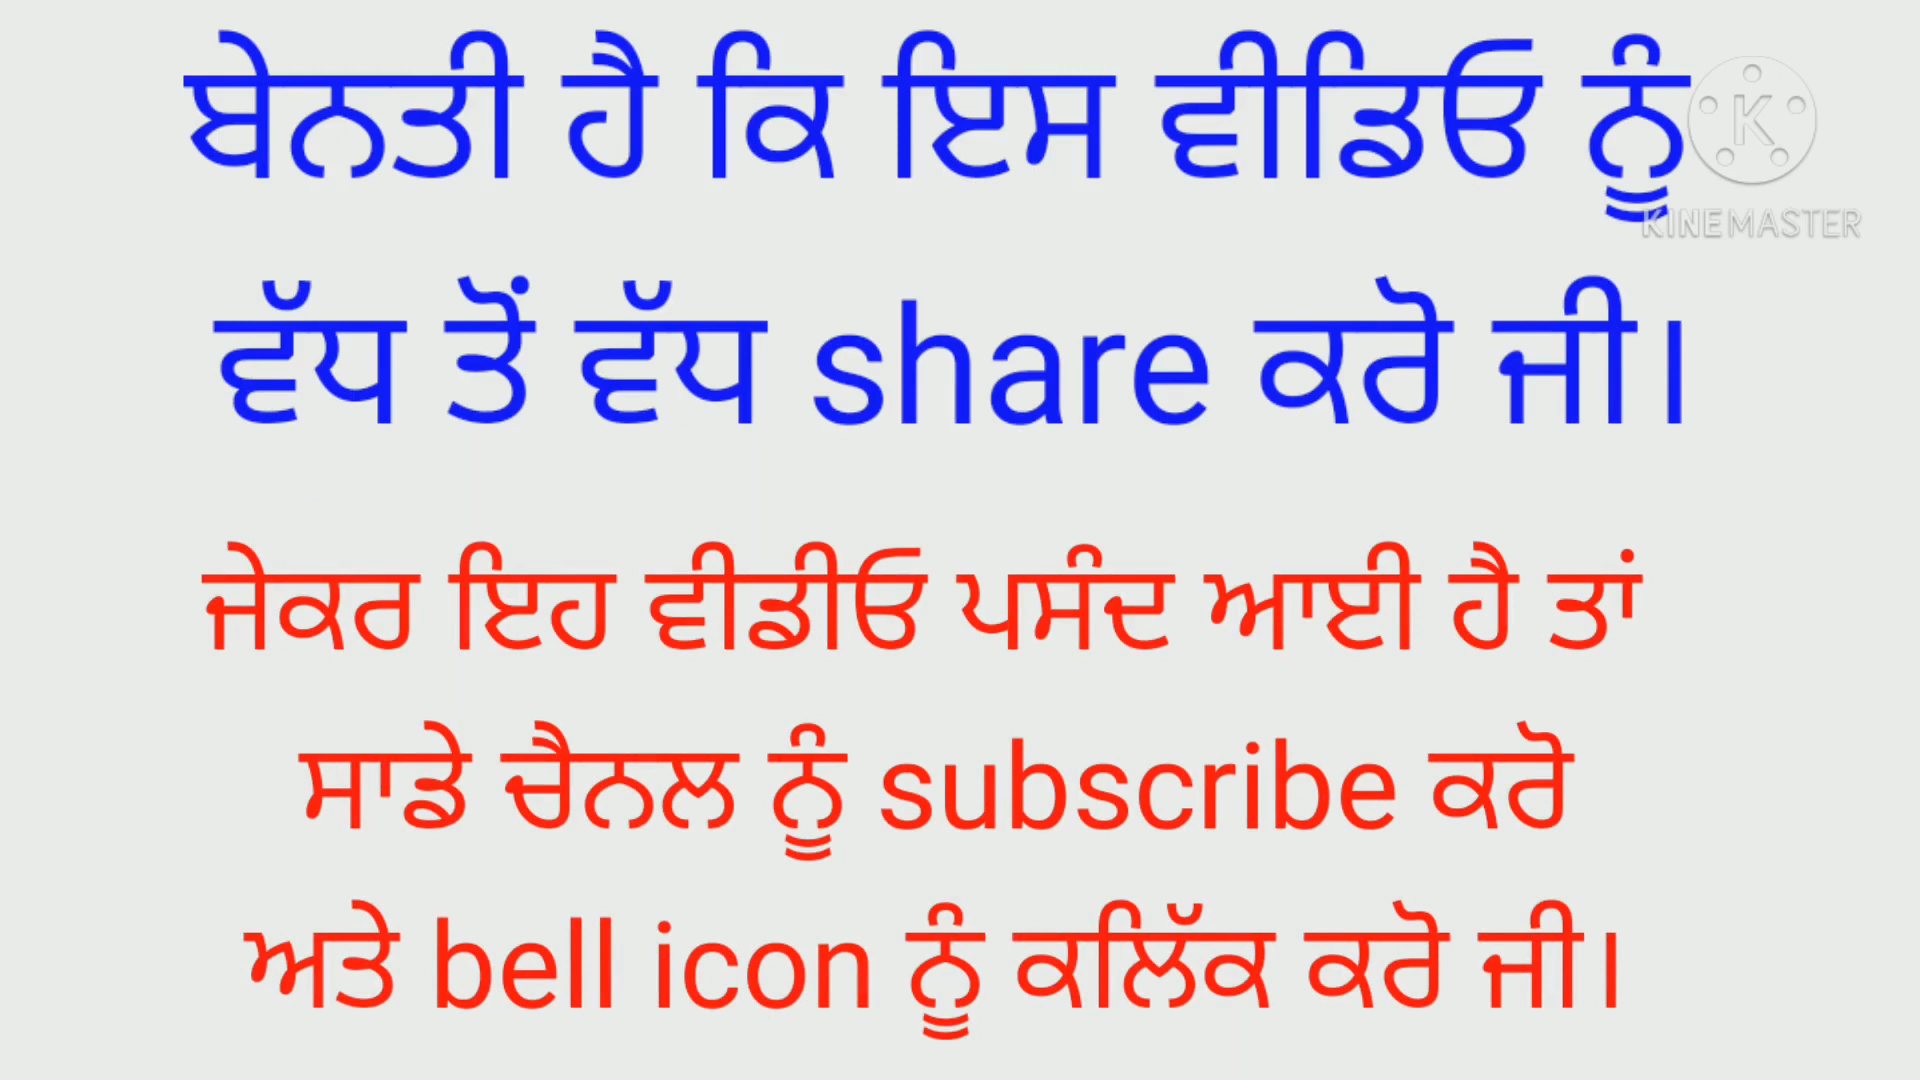 ਬੇਨਤੀ ਹੈ ਕਿ ਇਸ ਵੀਡਿਓ ਨੂੰ
KINEMASTER
ਵੱਧ ਤੋਂ ਵੱਧ share ਕਰੋ ਜੀ।
ਜੇਕਰ ਇਹ ਵੀਡੀਓ ਪਸੰਦ ਆਈ ਹੈ ਤਾਂ
ਸਾਡੇ ਚੈਨਲ ਨੂੰ subscribe ਕਰੋ
ਅਤੇ bell icon ਨੂੰ ਕਲਿੱਕ ਕਰੋ ਜੀ।